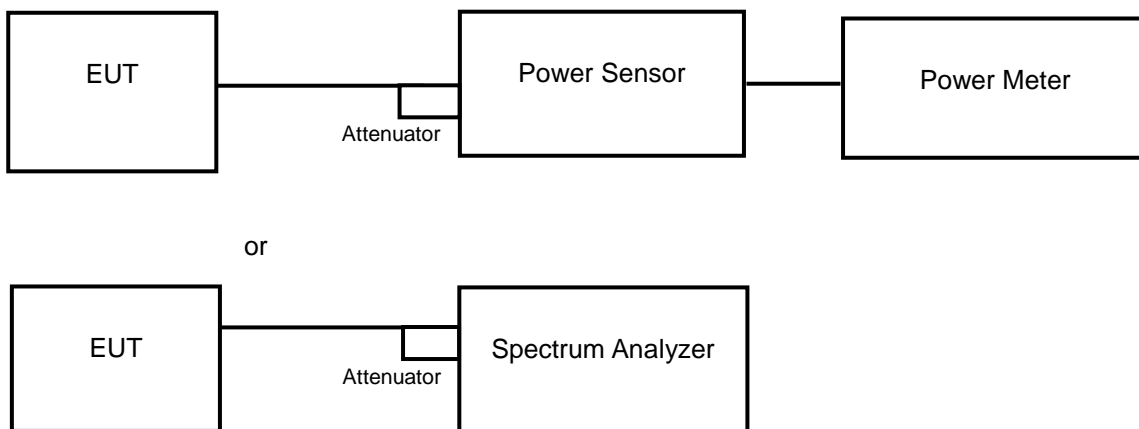 EUT
Power Sensor
Power Meter
Attenuator
or
EUT
Spectrum Analyzer
Attenuator